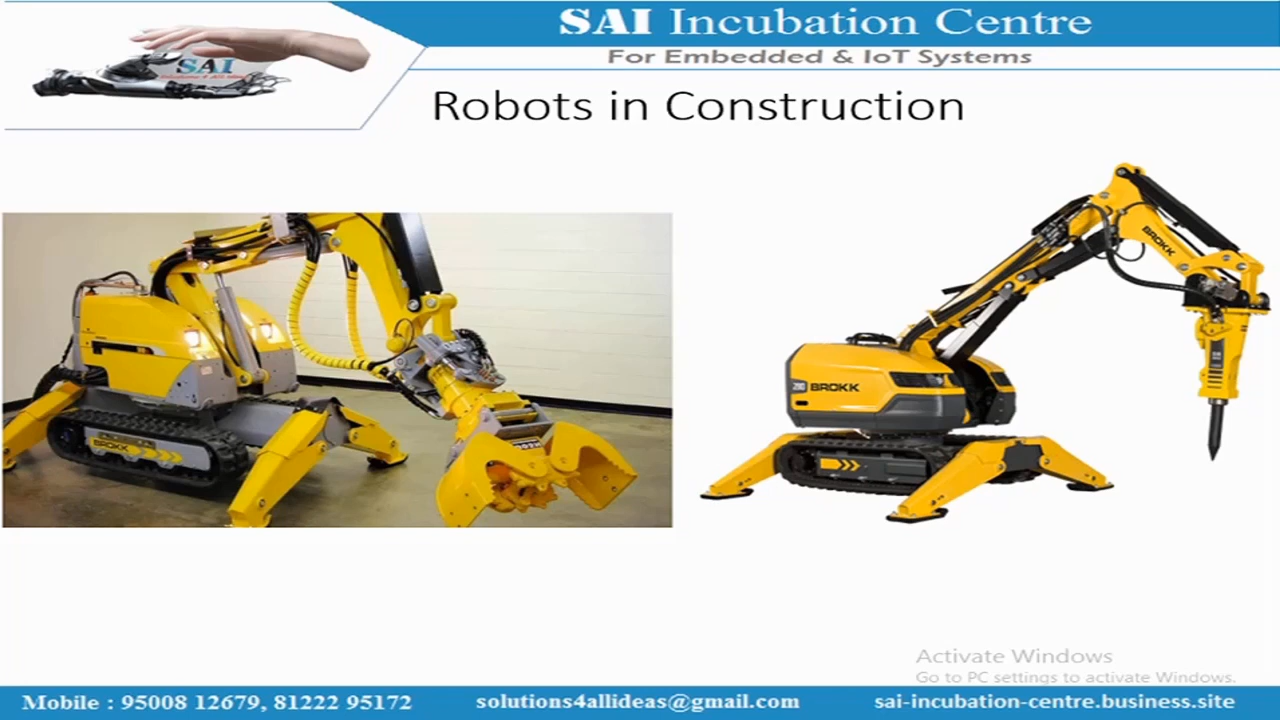 SAI Incubation Centre
For Embedded & IoT Systems
SAI
Robots in Construction
BROKK
BROKK
BROKK
Activate Windows
Go to PC settings to activate Windows.
Mobile : 95008 12679, 81222 95172
solutions4allideas@gmail.com
sai-incubation-centre.business.site